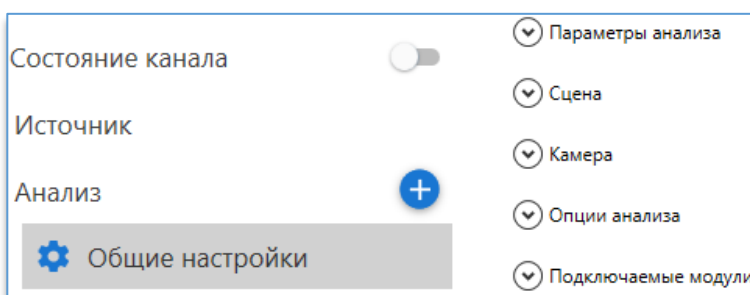 Состояние канала
Источник
Анализ
Общие настройки
Параметры анализа
Сцена
Камера
Опции анализа
Подключаемые модули